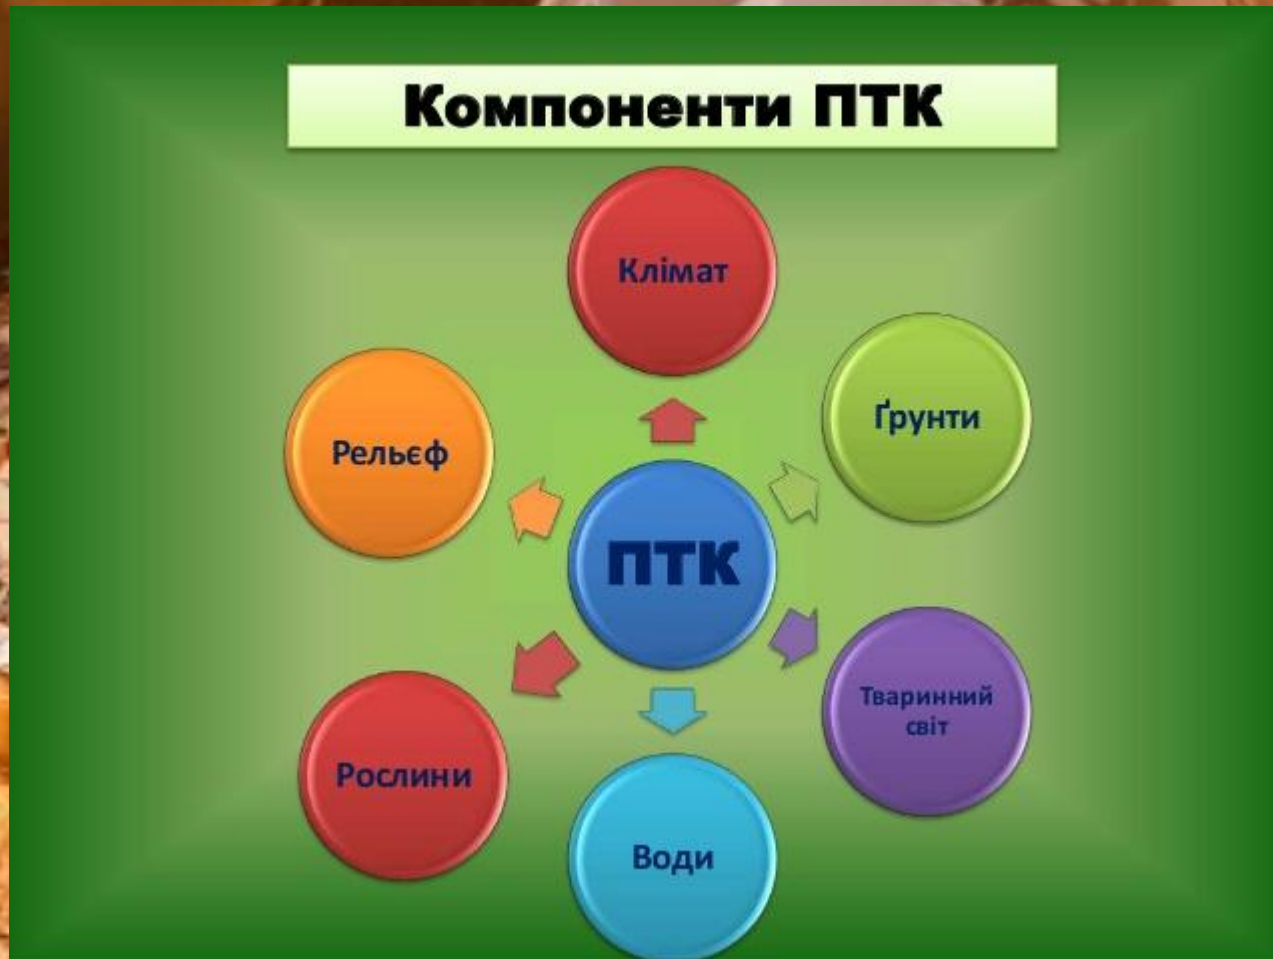 Компоненти ПТК
Клімат
Ґрунти
Рельєф
ПТК
Тваринний
світ
Рослини
Води